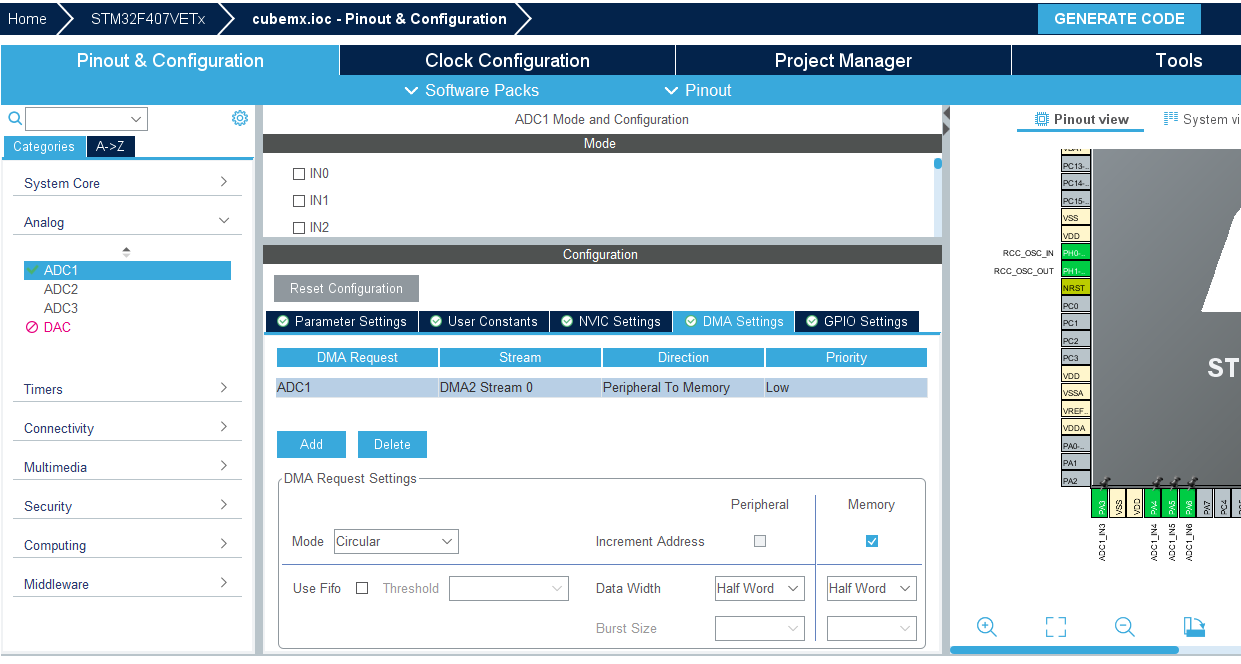 Home STM32F407VETx cubemx.ioc - Pinout & Configuration GENERATE CODE
Pinout & Configuration Clock Configuration Project Manager Tools
Software Packs Pinout
Categories A->Z
System Core
Analog
ADC1
ADC2
ADC3
DAC
Timers
Connectivity
Multimedia
Security
Computing
Middleware
ADC1 Mode and Configuration
Mode
IN0
IN1
IN2
Configuration
Reset Configuration
Parameter Settings User Constants NVIC Settings DMA Settings GPIO Settings
DMA Request Stream Direction Priority
ADC1 DMA2 Stream 0 Peripheral To Memory Low
Add Delete
DMA Request Settings
Peripheral Memory
Mode Circular Increment Address
Use Fifo Threshold Data Width Half Word Half Word
Burst Size
Pinout view System vi
PC13-..
PC14-..
PC15-..
VSS
VDD
RCC_OSC_IN PH0-..
RCC_OSC_OUT PH1-..
NRST
PC0
PC1
PC2
PC3
VDD
VSSA
VREF..
VDDA
PA0-..
PA1
PA2
ST
PA3 VSS VDD PA4 PA5 PA6 PA7 PC4
ADC1_IN3 ADC1_IN4 ADC1_IN5 ADC1_IN6